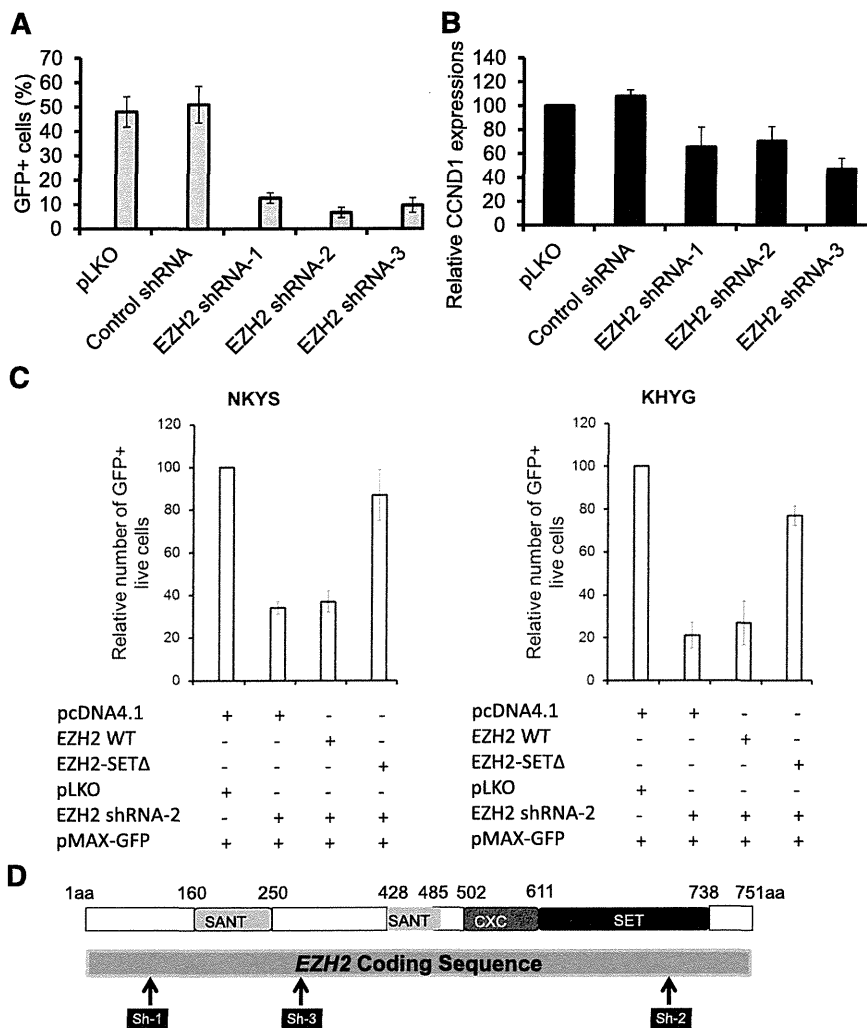 A
GFP+ cells (%)
70
60
50
40
30
20
10
0
pLKO
Control shRNA
EZH2 shRNA-1
EZH2 shRNA-2
EZH2 shRNA-3
B
Relative CCND1 expressions
140
120
100
80
60
40
20
0
pLKO
Control shRNA
EZH2 shRNA-1
EZH2 shRNA-2
EZH2 shRNA-3
C
NKYS
Relative number of GFP+
live cells
120
100
80
60
40
20
0
pcDNA4.1 + + - -
EZH2 WT - - + -
EZH2-SETΔ - - - +
pLKO + - - -
EZH2 shRNA-2 - + + +
pMAX-GFP + + + +
KHYG
Relative number of GFP+
live cells
120
100
80
60
40
20
0
pcDNA4.1 + + - -
EZH2 WT - - + -
EZH2-SETΔ - - - +
pLKO + - - -
EZH2 shRNA-2 - + + +
pMAX-GFP + + + +
D
1aa 160 250 428 485 502 611 738 751aa
SANT SANT CXC SET
EZH2 Coding Sequence
Sh-1 Sh-3 Sh-2